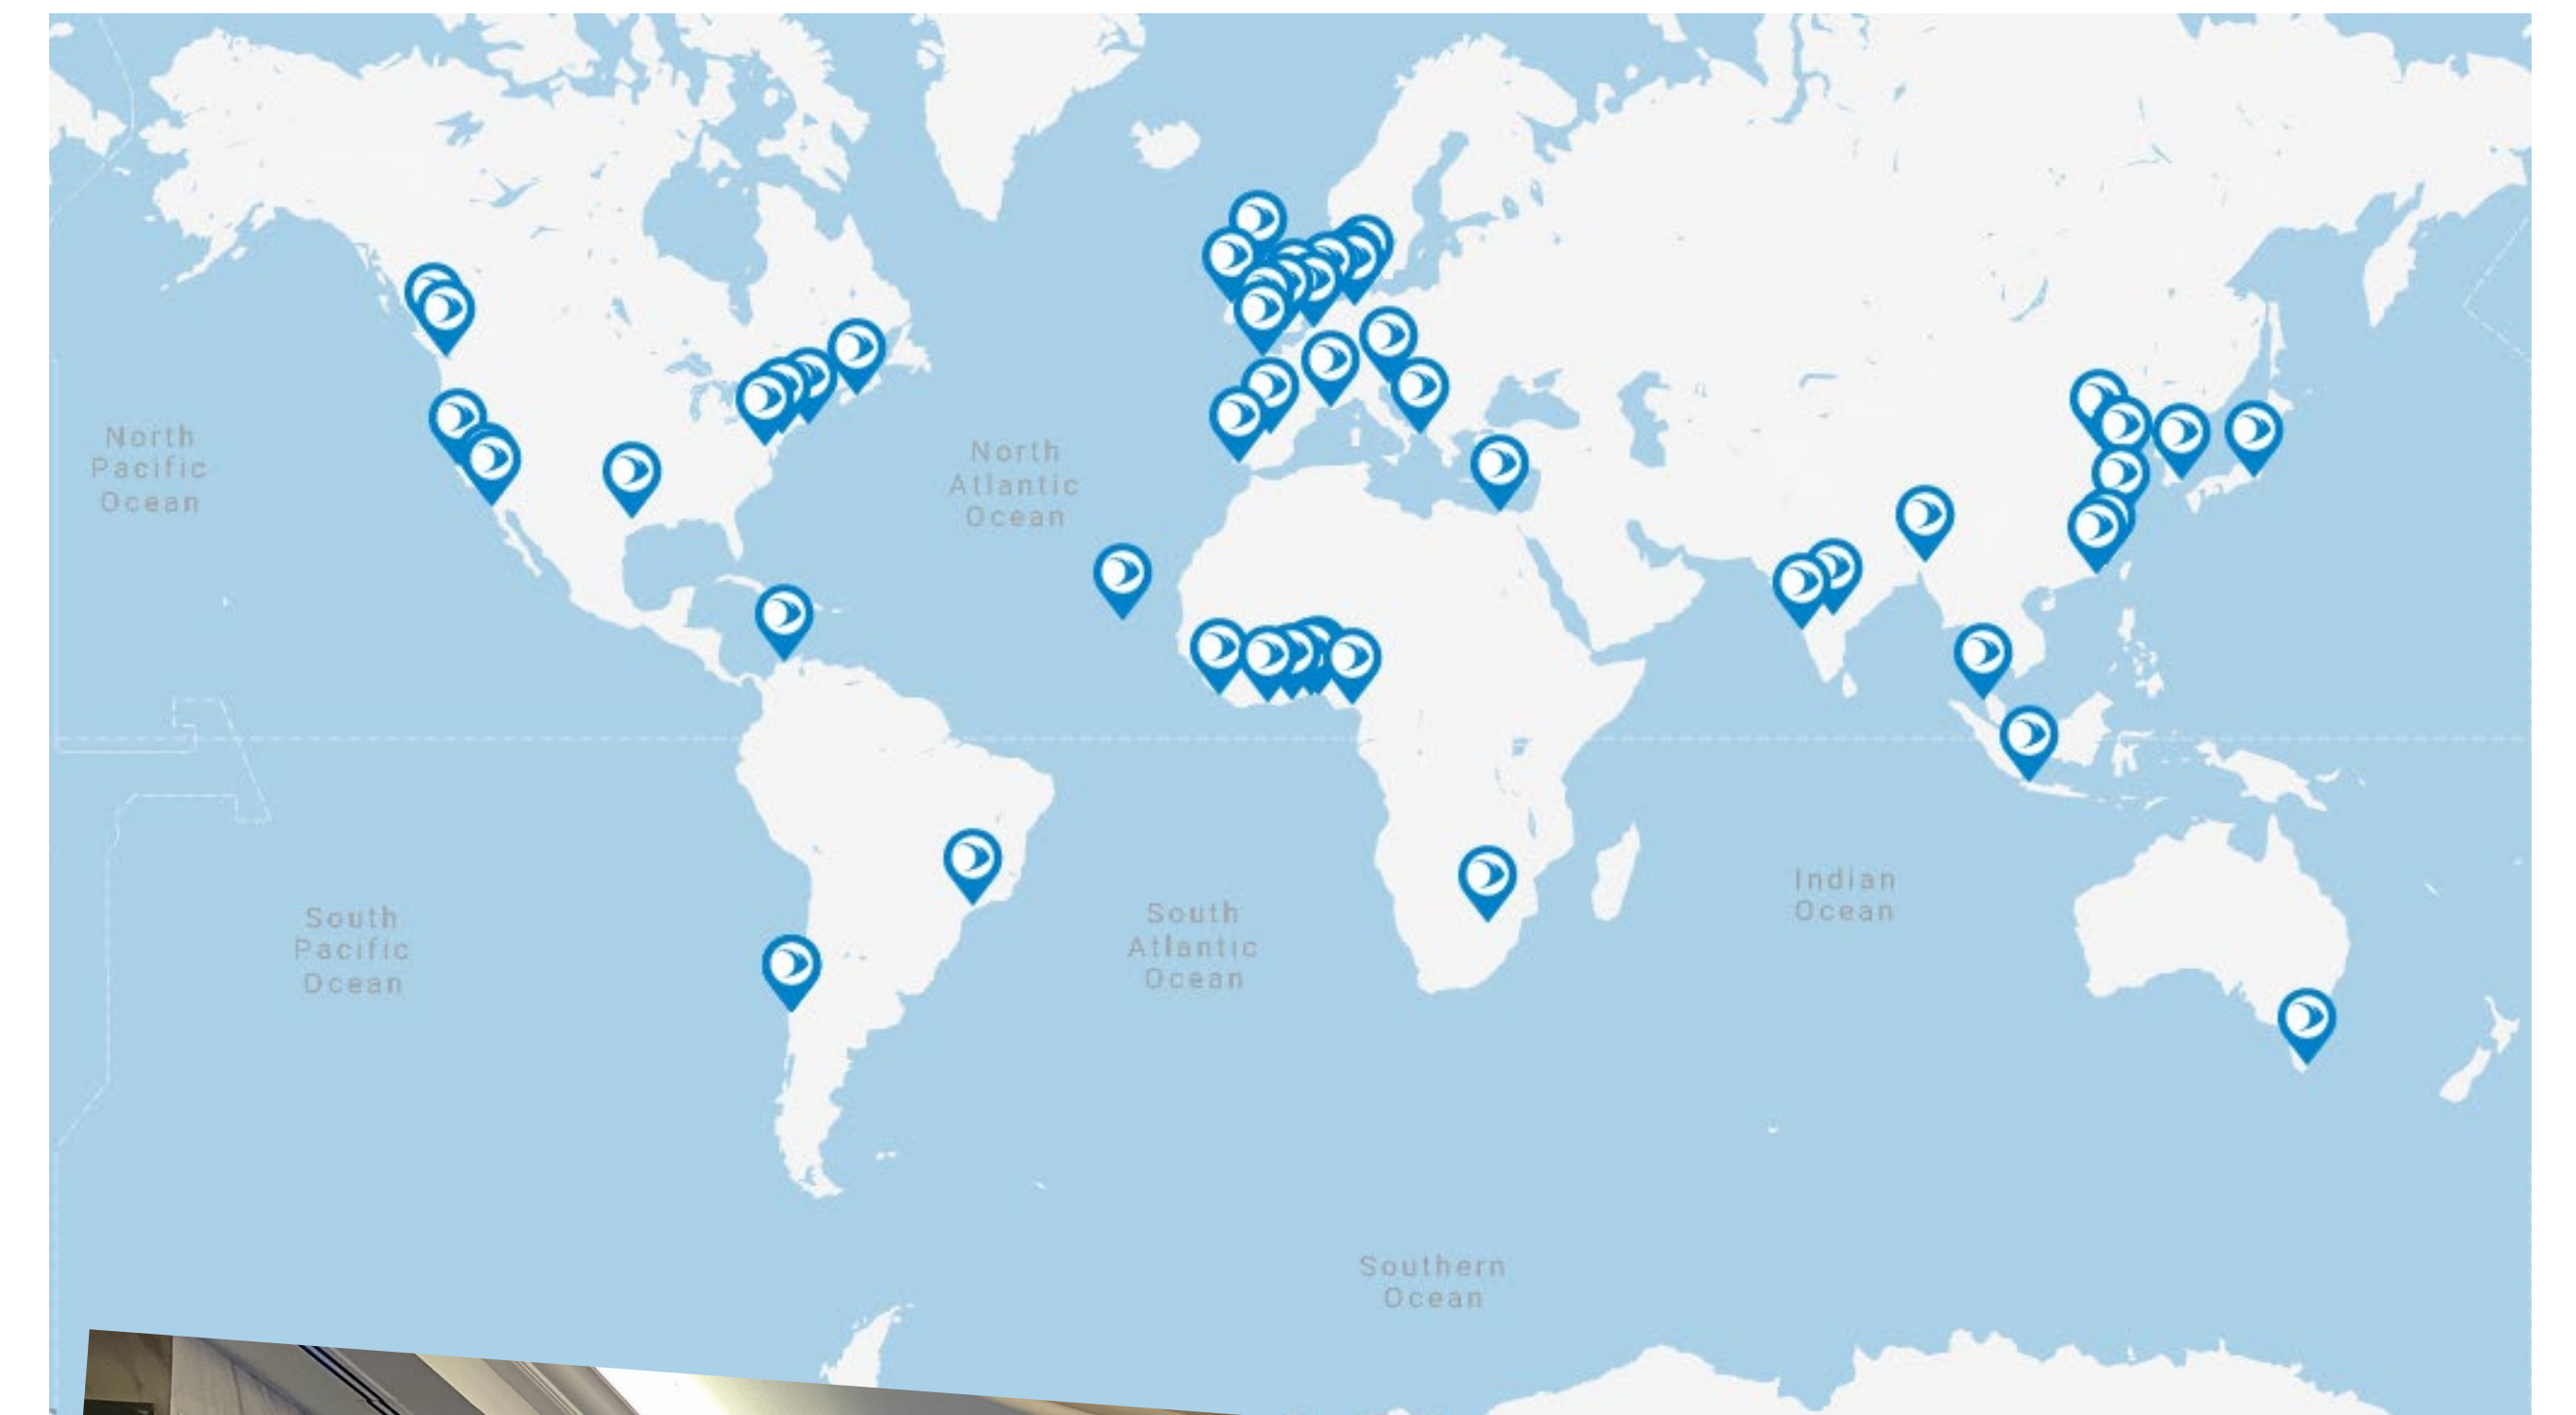 North
Pacific
Ocean
North
Atlantic
Ocean
South
Pacific
Ocean
South
Atlantic
Ocean
Indian
Ocean
Southern
Ocean